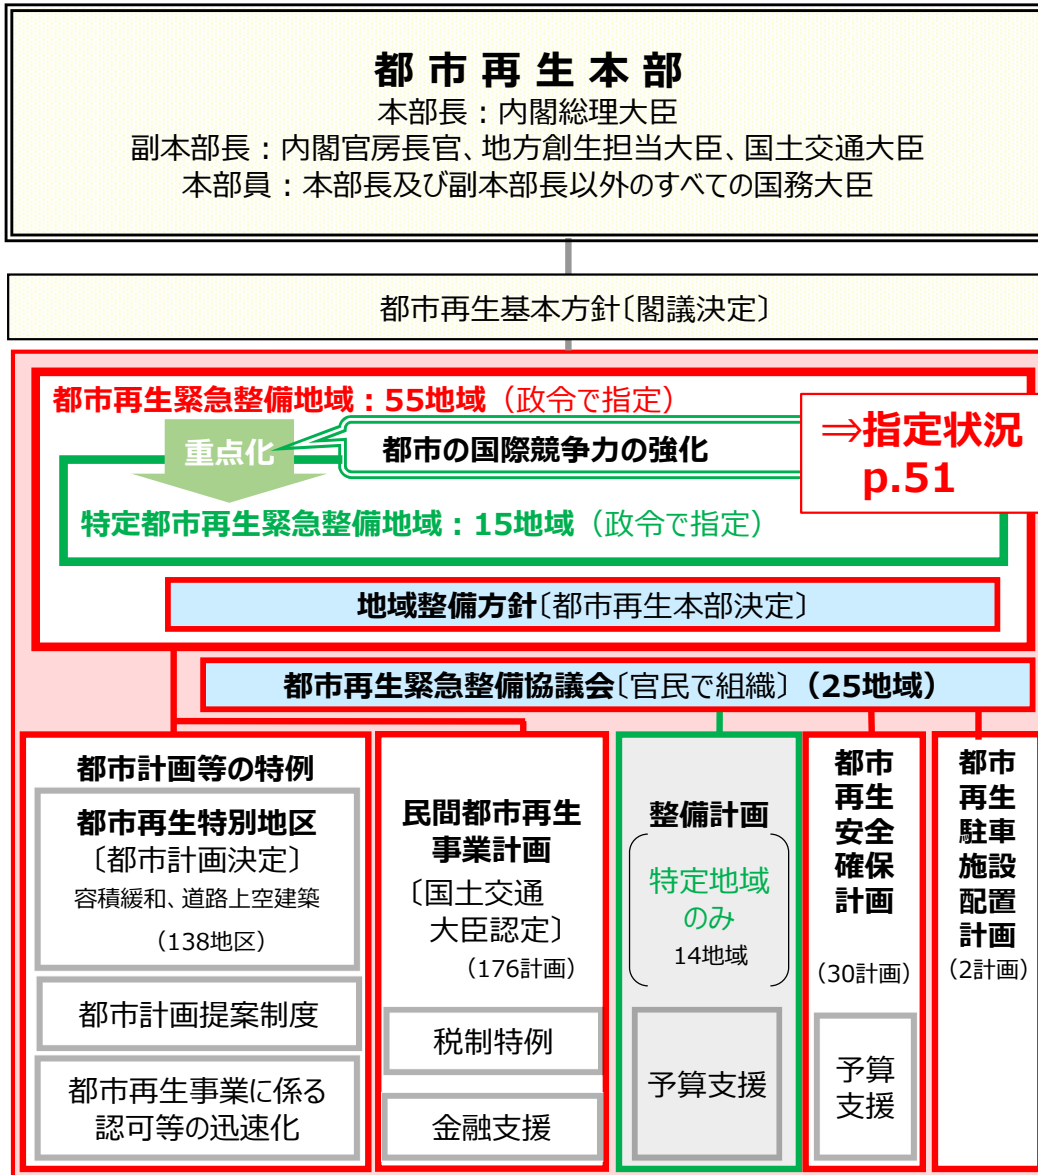 都市再生本部
本部長：内閣総理大臣
副本部長：内閣官房長官、地方創生担当大臣、国土交通大臣
本部員：本部長及び副本部長以外のすべての国務大臣
都市再生基本方針〔閣議決定〕
都市再生緊急整備地域：55地域（政令で指定）
重点化
都市の国際競争力の強化
⇒指定状況
p.51
特定都市再生緊急整備地域：15地域（政令で指定）
地域整備方針〔都市再生本部決定〕
都市再生緊急整備協議会〔官民で組織〕（25地域）
都市計画等の特例
都市再生特別地区
〔都市計画決定〕
容積緩和、道路上空建築
（138地区）
都市計画提案制度
都市再生事業に係る
認可等の迅速化
民間都市再生
事業計画
〔国土交通
大臣認定〕
（176計画）
税制特例
金融支援
整備計画
特定地域
のみ
14地域
予算支援
都市
再生
安全
確保
計画
（30計画）
予算
支援
都市
再生
駐車
施設
配置
計画
（2計画）